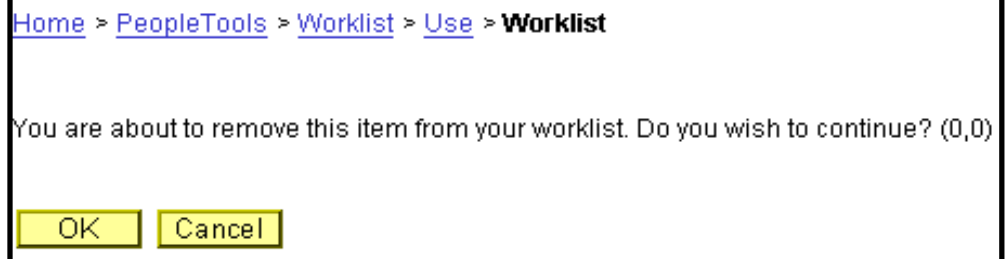 Home > PeopleTools > Worklist > Use > Worklist
You are about to remove this item from your worklist. Do you wish to continue? (0,0)
OK Cancel